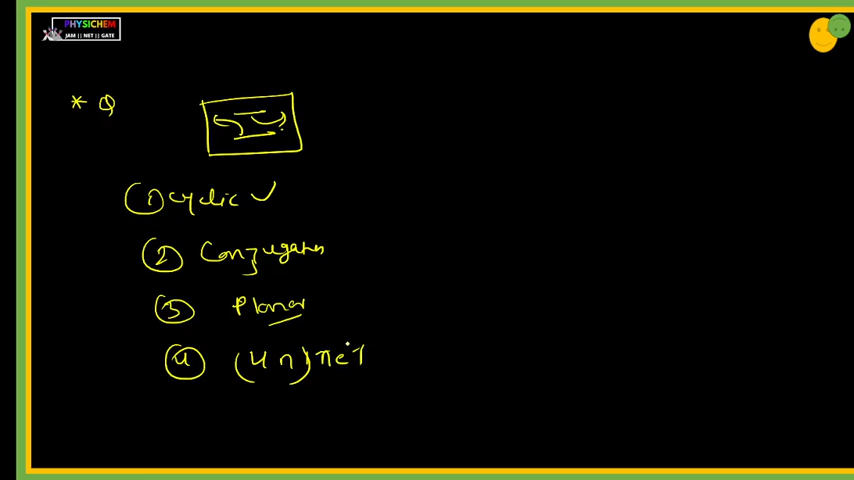 PHYSICHEM
JAM || NET || GATE
* Q
① cyclic ✓
② Conjugation
③ Planar
④ (4n)πe⁻